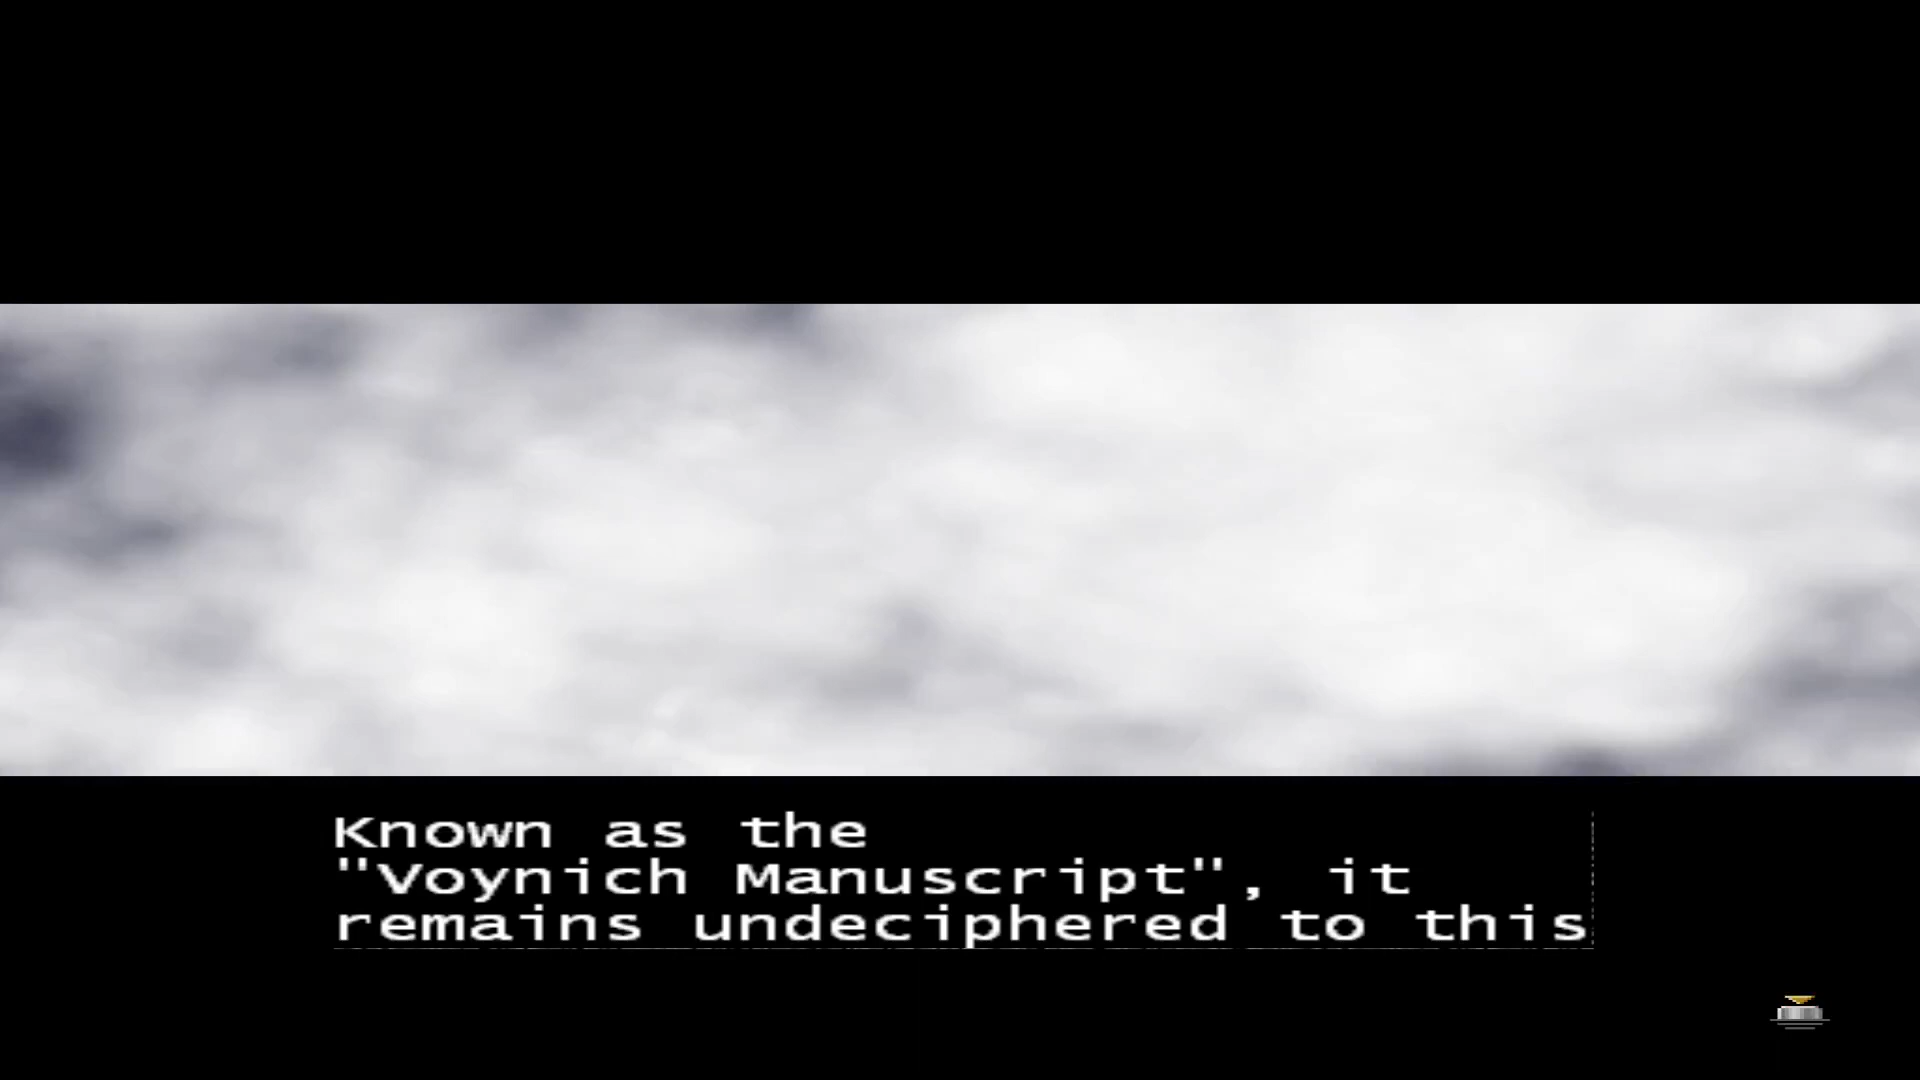 Known as the
"Voynich Manuscript", it
remains undeciphered to this